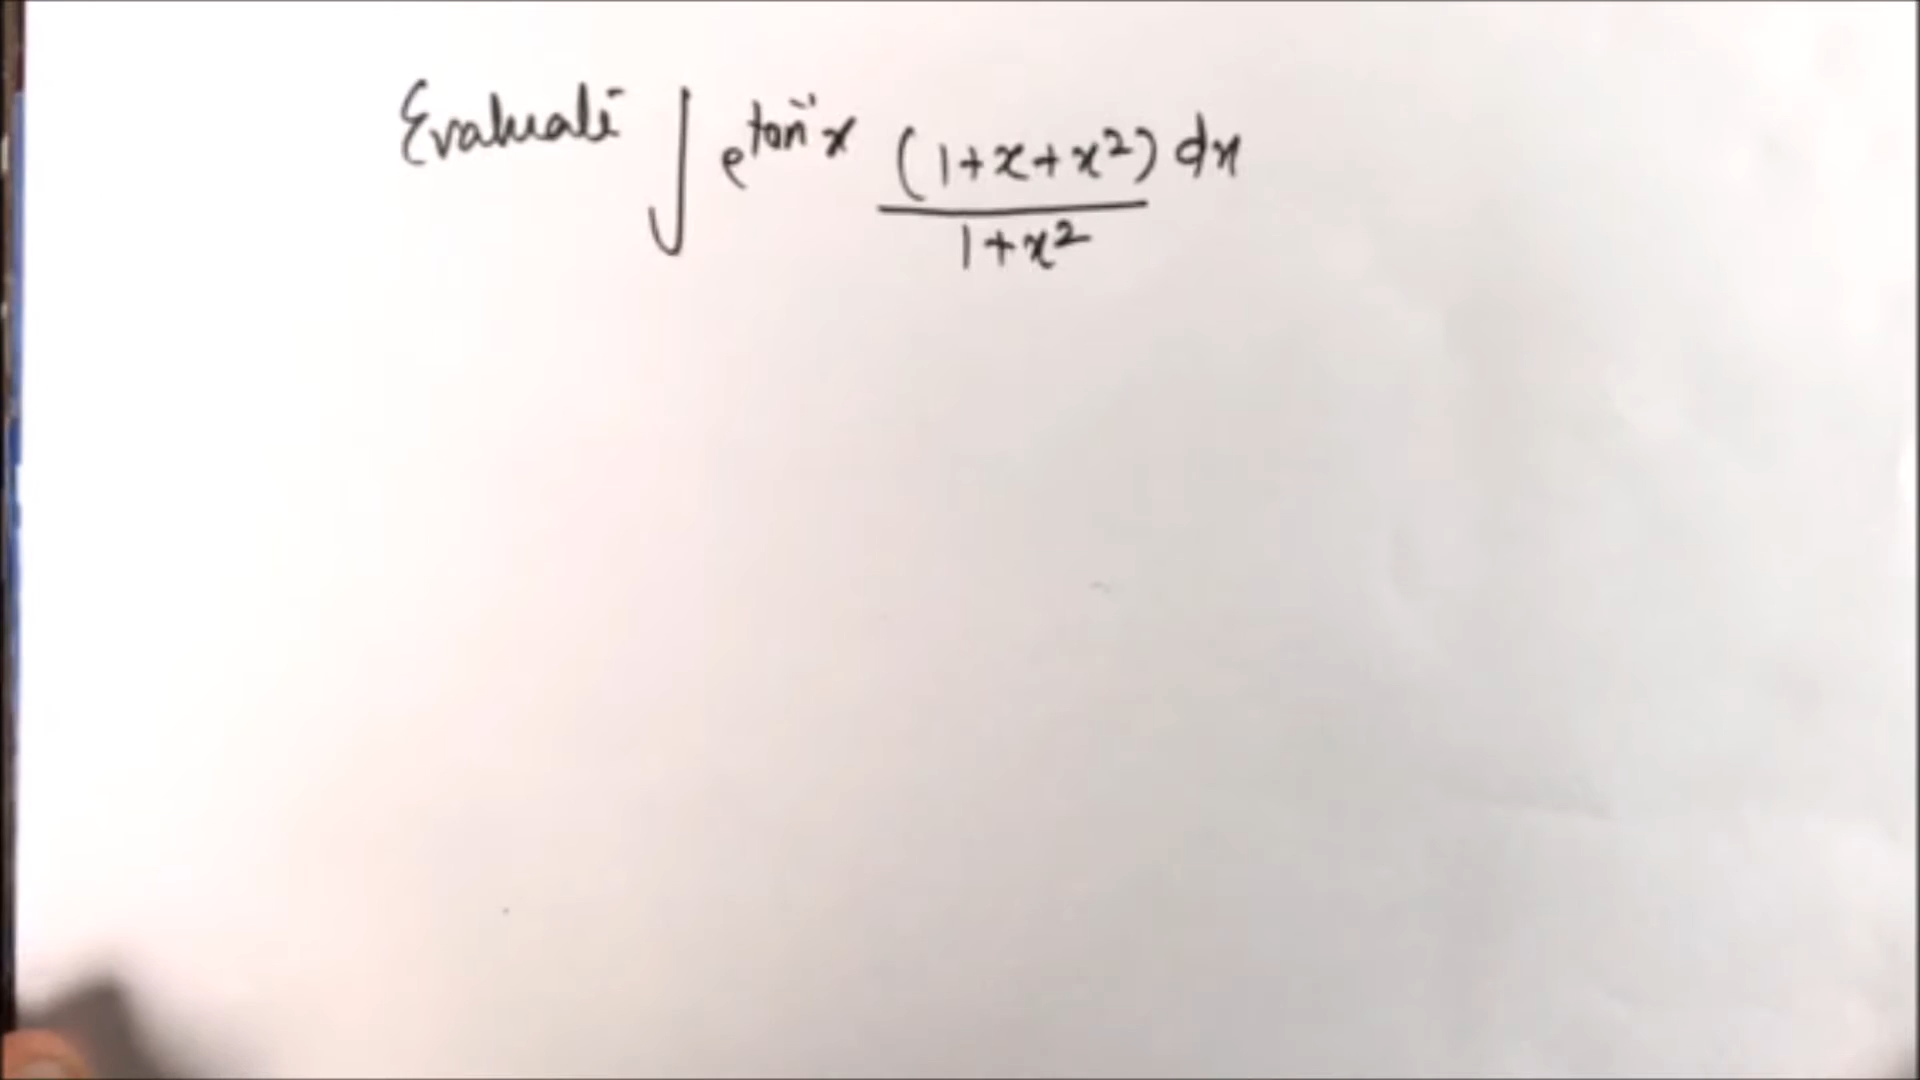 Evaluate ∫ e^{tan⁻¹x} (1+x+x²)/(1+x²) dx